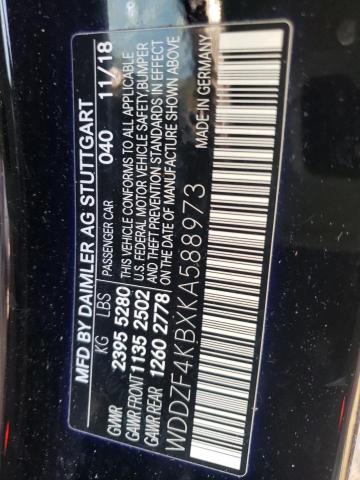 MFD BY DAIMLER AG STUTTGART
PASSENGER CAR 040 11/18
KG LBS
GWR 2395 5280
GAWR FRONT 1135 2502
GAWR REAR 1260 2778
THIS VEHICLE CONFORMS TO ALL APPLICABLE
U.S. FEDERAL MOTOR VEHICLE SAFETY, BUMPER
AND THEFT PREVENTION STANDARDS IN EFFECT
ON THE DATE OF MANUFACTURE SHOWN ABOVE
MADE IN GERMANY
WDDZF4KBXKA588973